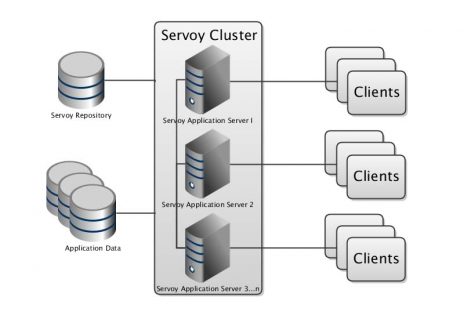 Servoy Cluster
Servoy Repository
Servoy Application Server I
Clients
Servoy Application Server 2
Clients
Application Data
Servoy Application Server 3...n
Clients